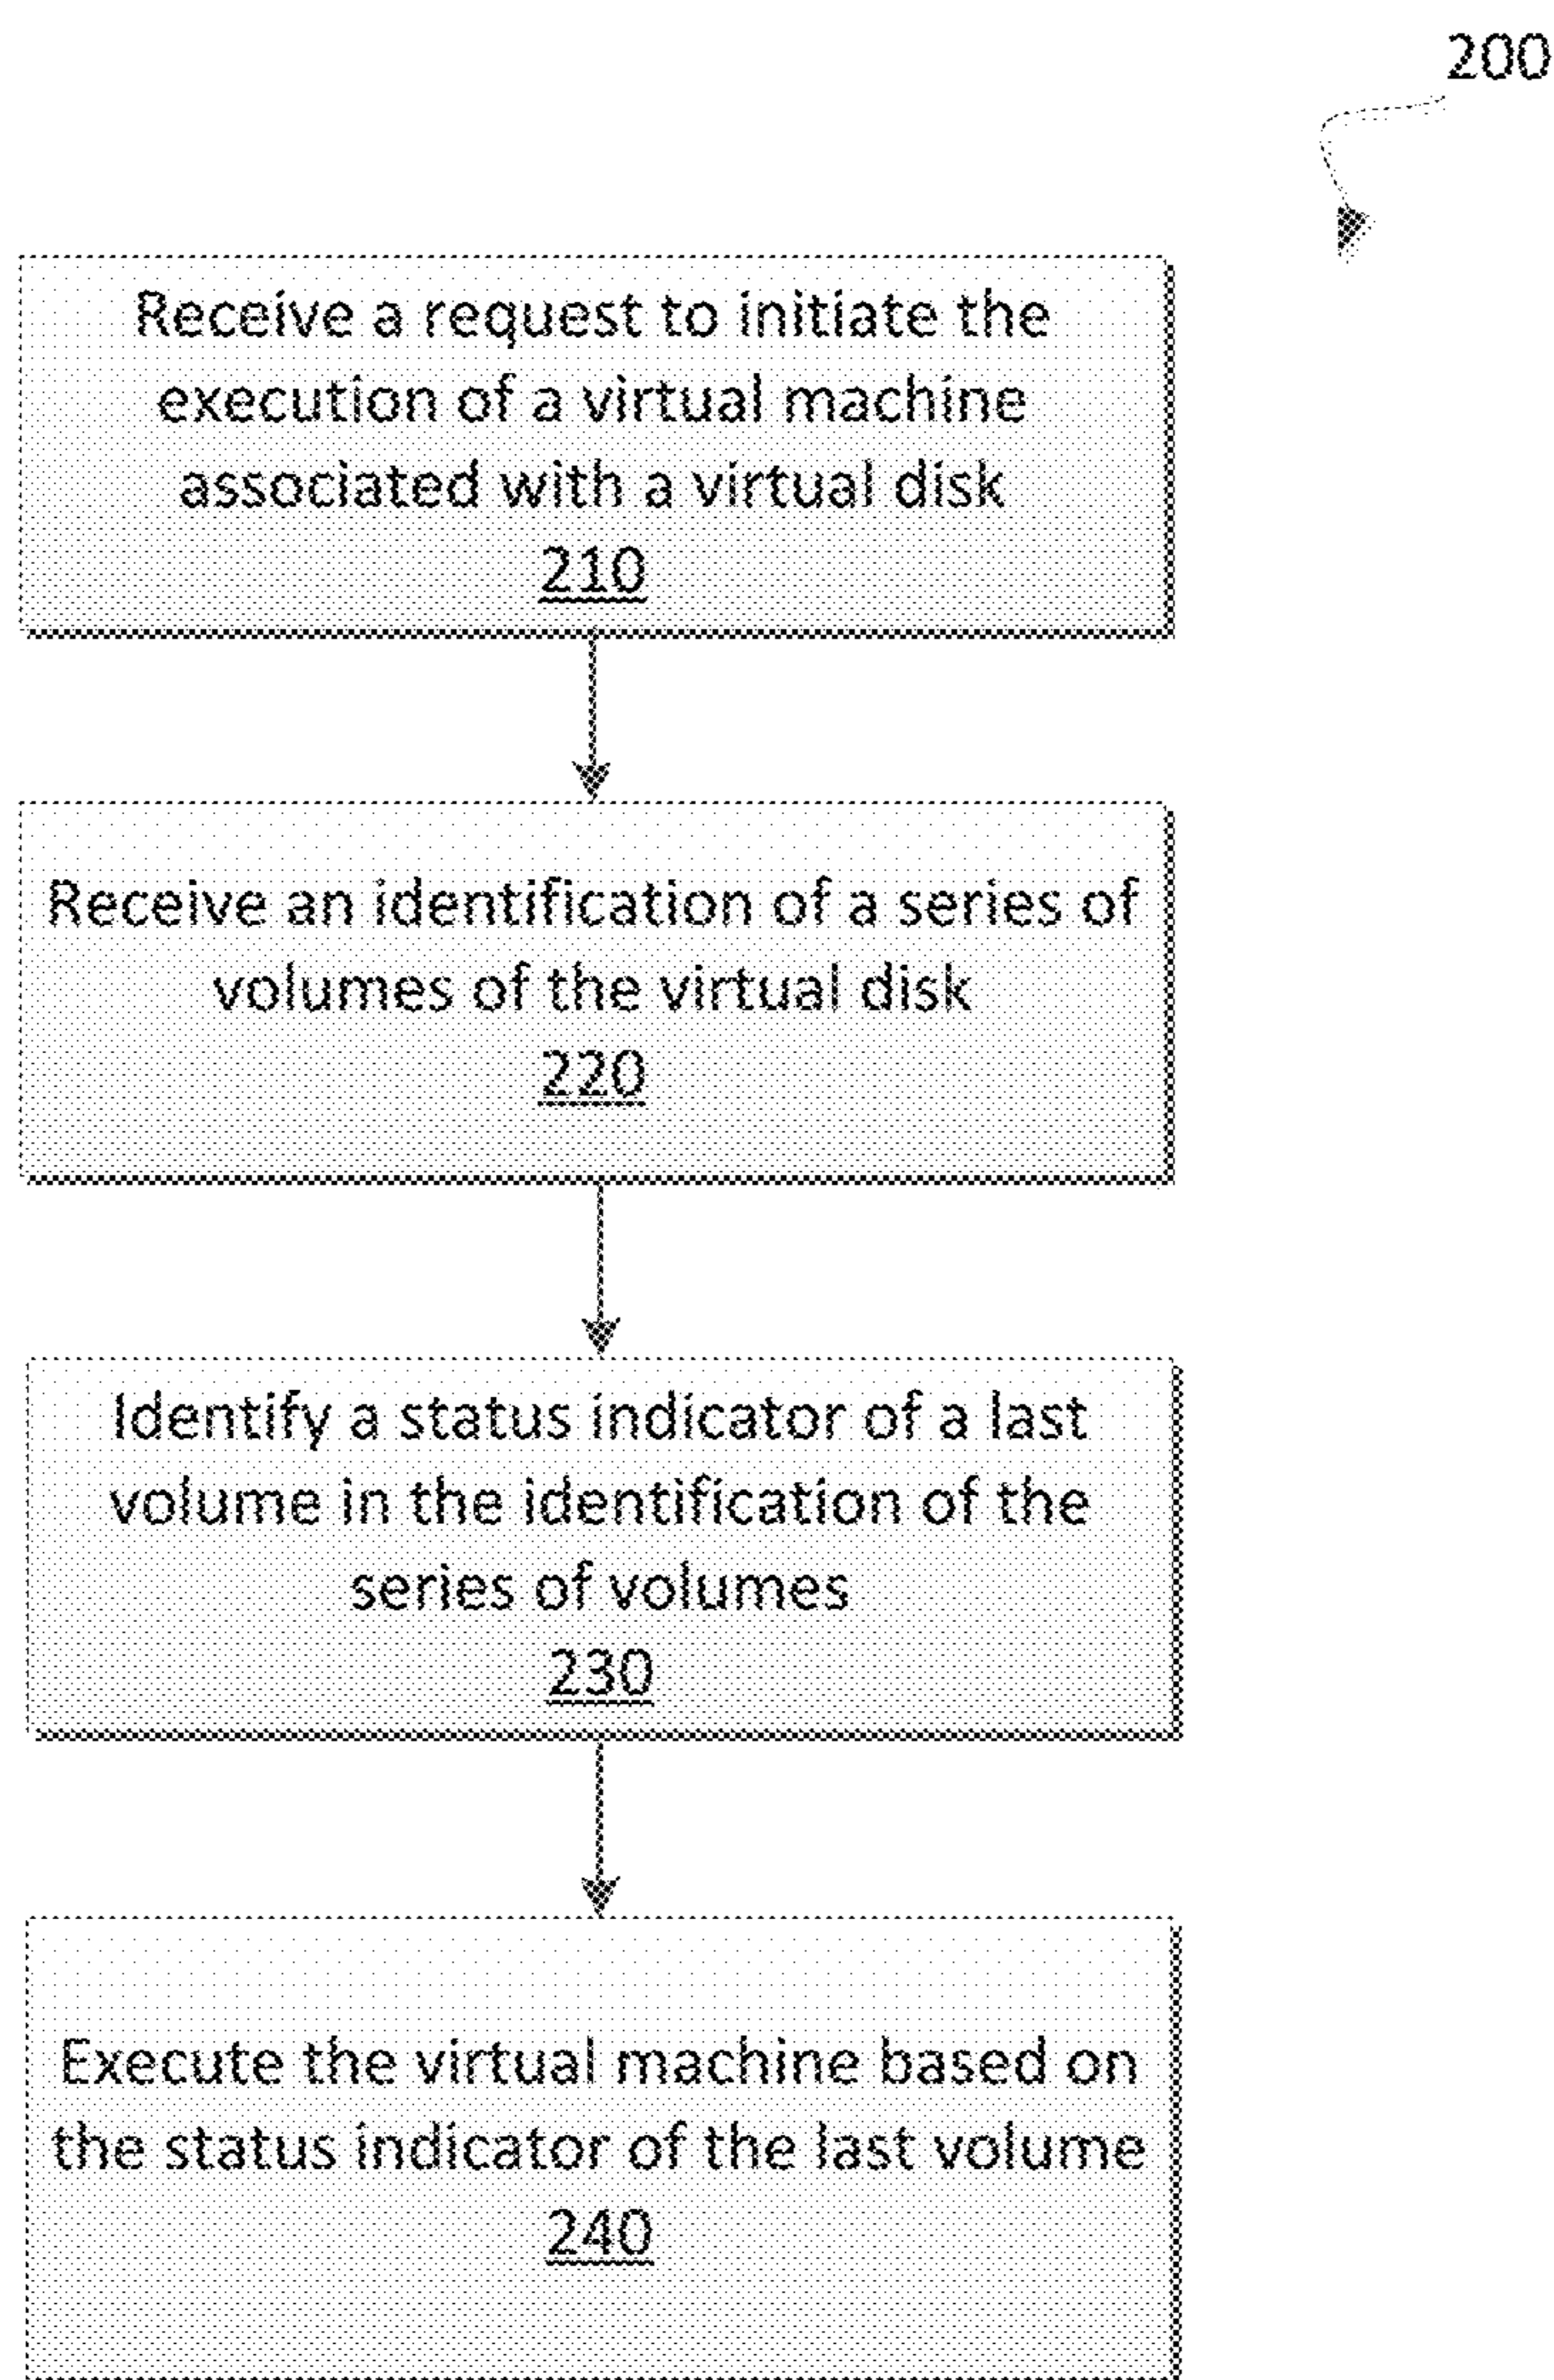 200
Receive a request to initiate the
execution of a virtual machine
associated with a virtual disk
210
Receive an identification of a series of
volumes of the virtual disk
220
Identify a status indicator of a last
volume in the identification of the
series of volumes
230
Execute the virtual machine based on
the status indicator of the last volume
240